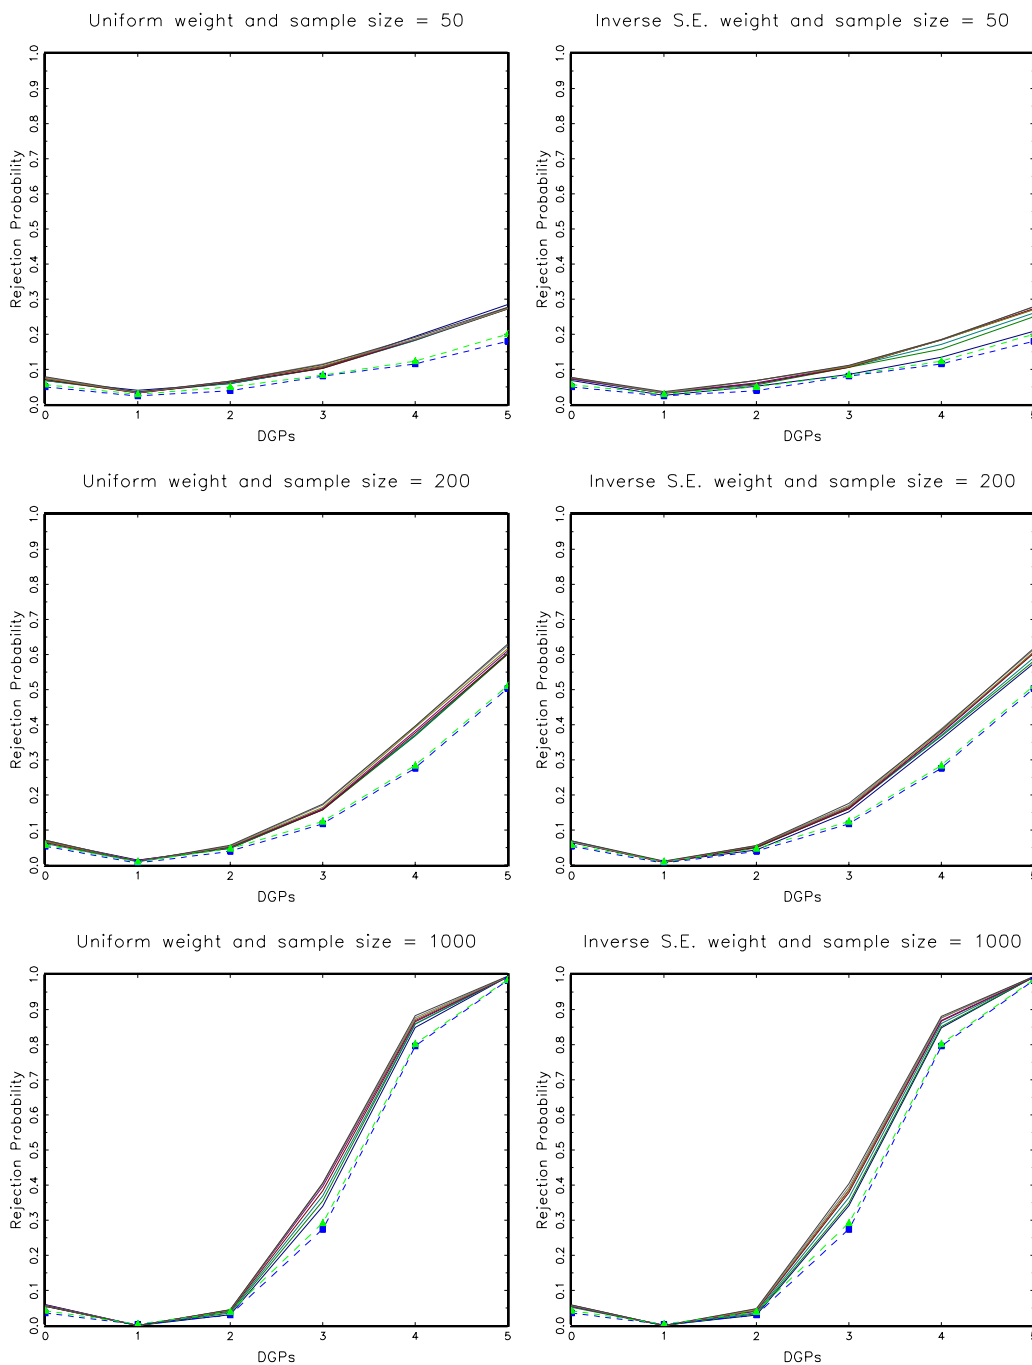 Uniform weight and sample size = 50
Rejection Probability
0.0 0.1 0.2 0.3 0.4 0.5 0.6 0.7 0.8 0.9 1.0
0 1 2 3 4 5
DGPs
Inverse S.E. weight and sample size = 50
Rejection Probability
0.0 0.1 0.2 0.3 0.4 0.5 0.6 0.7 0.8 0.9 1.0
0 1 2 3 4 5
DGPs
Uniform weight and sample size = 200
Rejection Probability
0.0 0.1 0.2 0.3 0.4 0.5 0.6 0.7 0.8 0.9 1.0
0 1 2 3 4 5
DGPs
Inverse S.E. weight and sample size = 200
Rejection Probability
0.0 0.1 0.2 0.3 0.4 0.5 0.6 0.7 0.8 0.9 1.0
0 1 2 3 4 5
DGPs
Uniform weight and sample size = 1000
Rejection Probability
0.0 0.1 0.2 0.3 0.4 0.5 0.6 0.7 0.8 0.9 1.0
0 1 2 3 4 5
DGPs
Inverse S.E. weight and sample size = 1000
Rejection Probability
0.0 0.1 0.2 0.3 0.4 0.5 0.6 0.7 0.8 0.9 1.0
0 1 2 3 4 5
DGPs